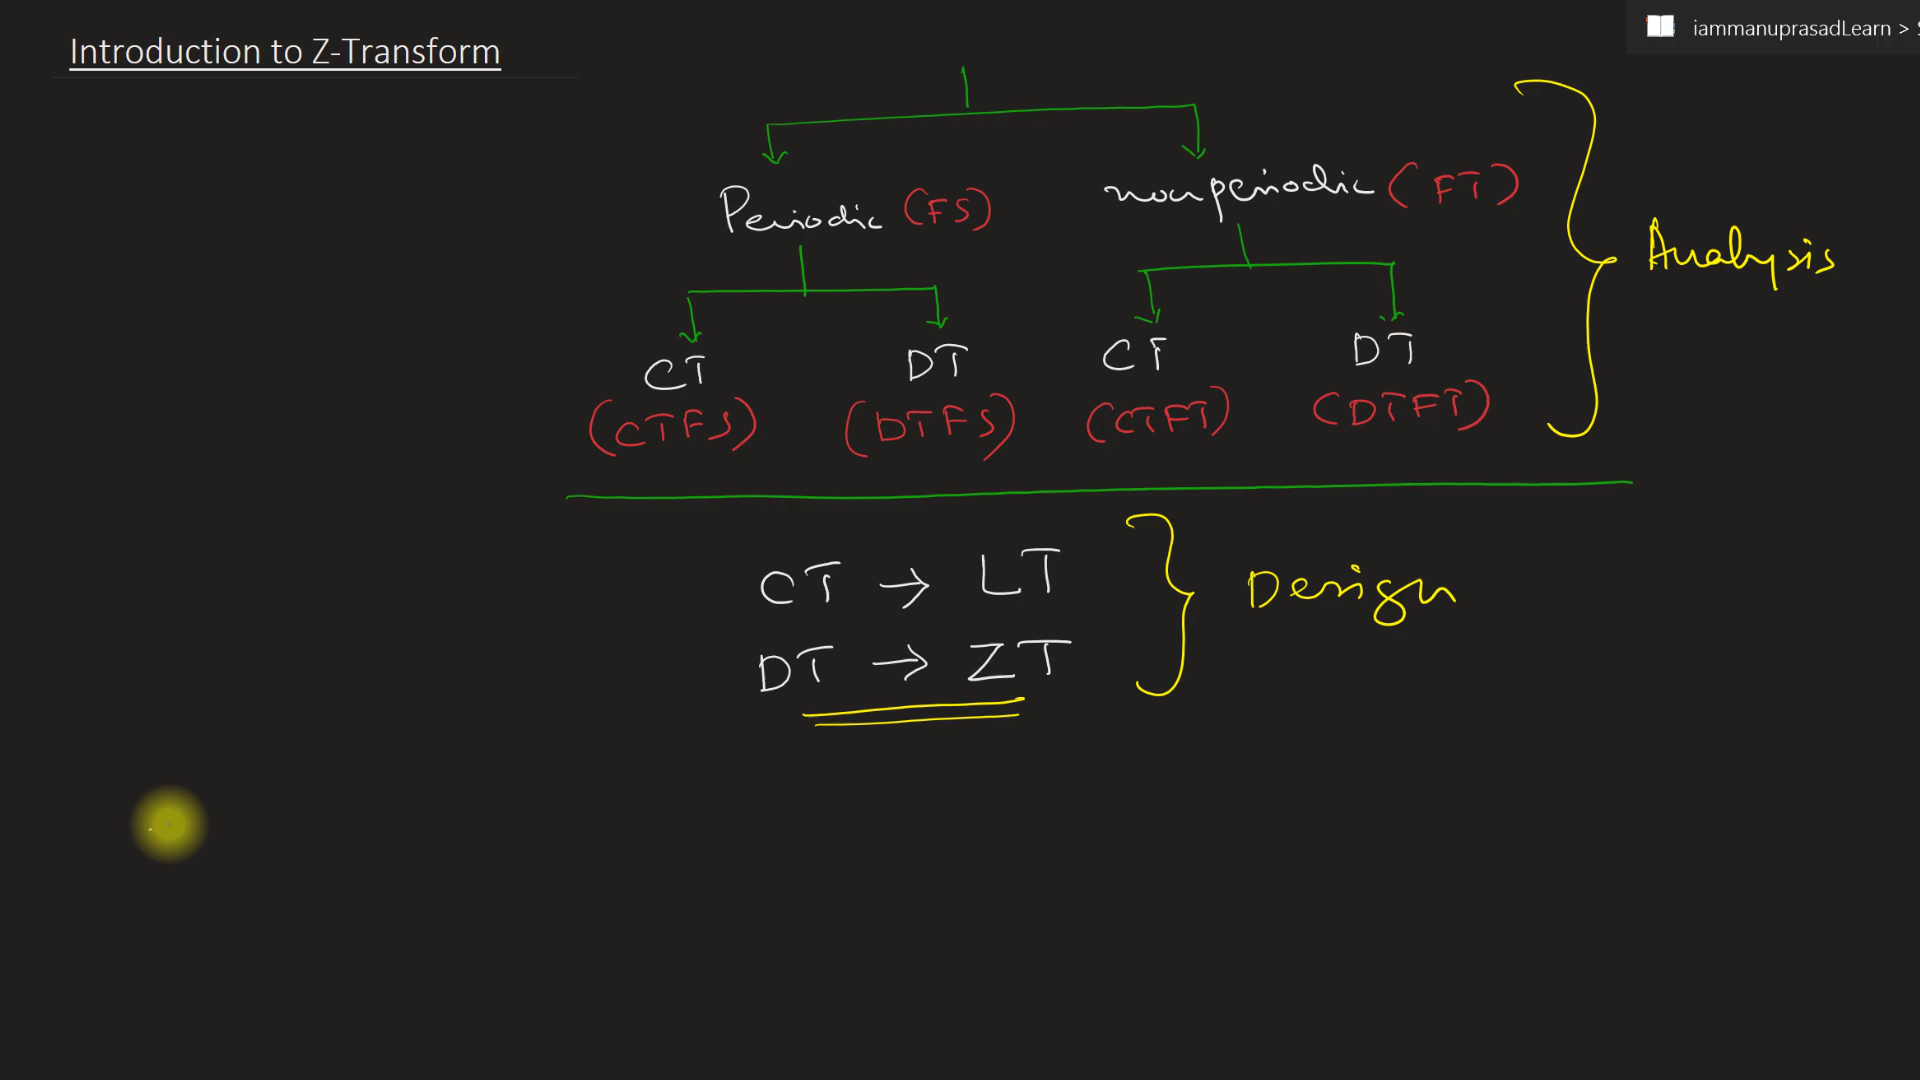 Introduction to Z-Transform
iammanuprasadLearn >
Periodic (FS)
nonperiodic (FT)
Analysis
CT
DT
CT
DT
(CTFS)
(DTFS)
(CTFT)
(DTFT)
CT → LT
Design
DT → ZT